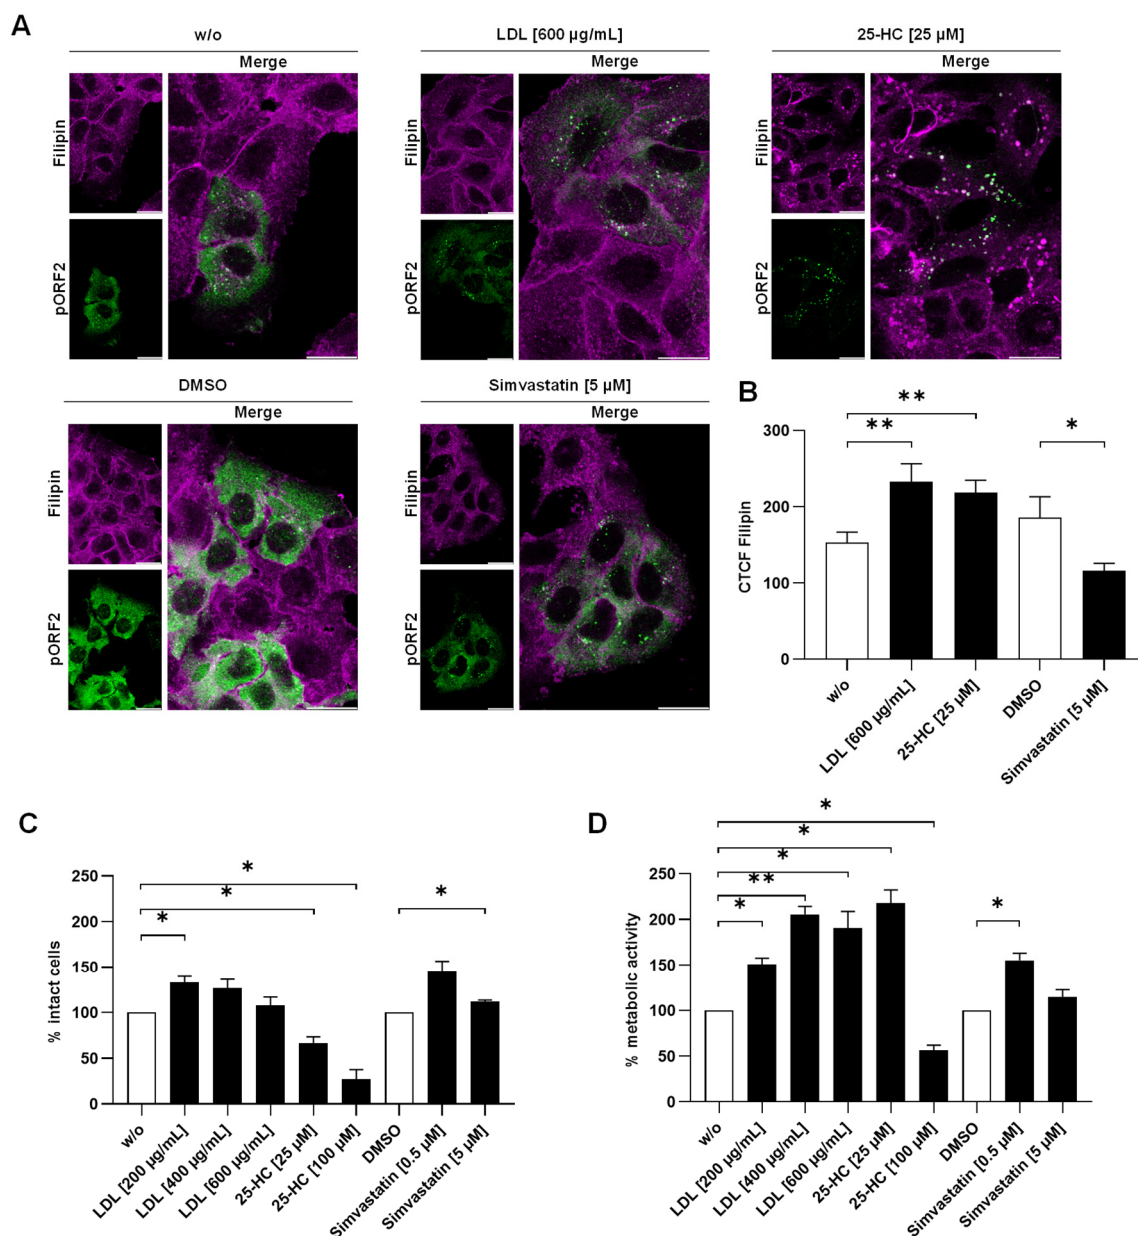 A
w/o
LDL [600 µg/mL]
25-HC [25 µM]
Merge
Merge
Merge
Filipin
Filipin
Filipin
pORF2
pORF2
pORF2
DMSO
Simvastatin [5 µM]
Merge
Merge
Filipin
Filipin
pORF2
pORF2
B
**
**
*
300
200
100
0
CTCF Filipin
w/o
LDL [600 µg/mL]
25-HC [25 µM]
DMSO
Simvastatin [5 µM]
C
*
*
*
*
250
200
150
100
50
0
% intact cells
w/o
LDL [200 µg/mL]
LDL [400 µg/mL]
LDL [600 µg/mL]
25-HC [25 µM]
25-HC [100 µM]
DMSO
Simvastatin [0.5 µM]
Simvastatin [5 µM]
D
*
*
*
**
*
*
250
200
150
100
50
0
% metabolic activity
w/o
LDL [200 µg/mL]
LDL [400 µg/mL]
LDL [600 µg/mL]
25-HC [25 µM]
25-HC [100 µM]
DMSO
Simvastatin [0.5 µM]
Simvastatin [5 µM]